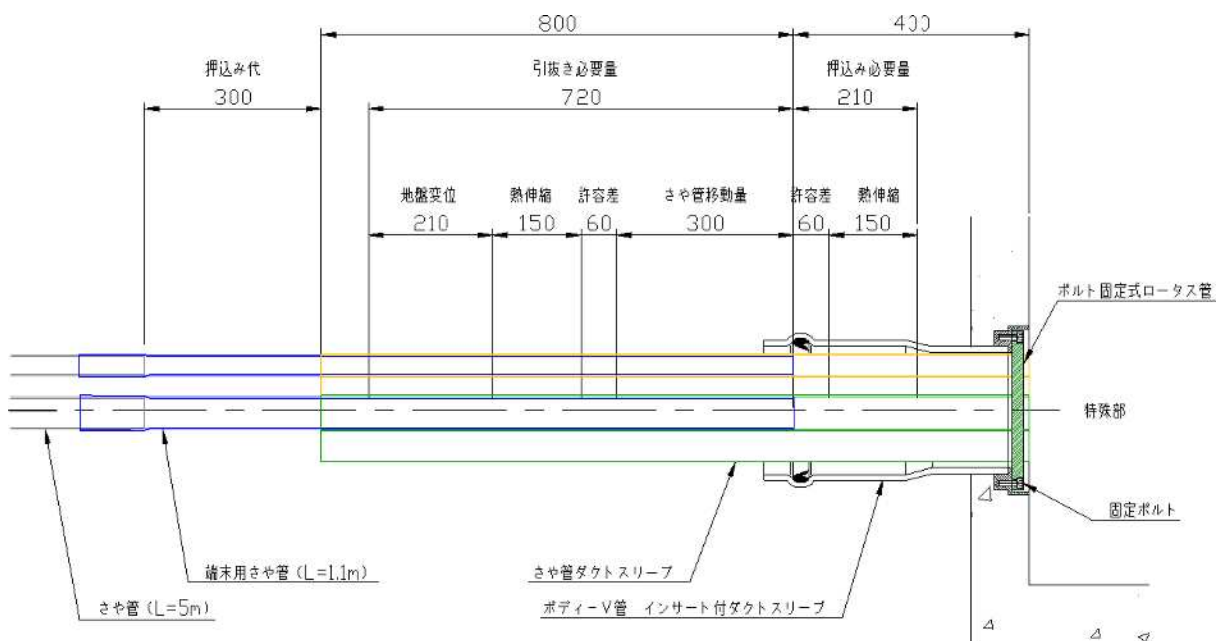 800
400
押込み代
引抜き必要量
押込み必要量
300
720
210
地盤変位
熱伸縮
許容差
さや管移動量
許容差
熱伸縮
210
150
60
300
60
150
ボルト固定式ロータス管
特殊部
固定ボルト
端末用さや管(L=1.1m)
さや管ダクトスリーブ
さや管(L=5m)
ボディーV管 インサート付ダクトスリーブ